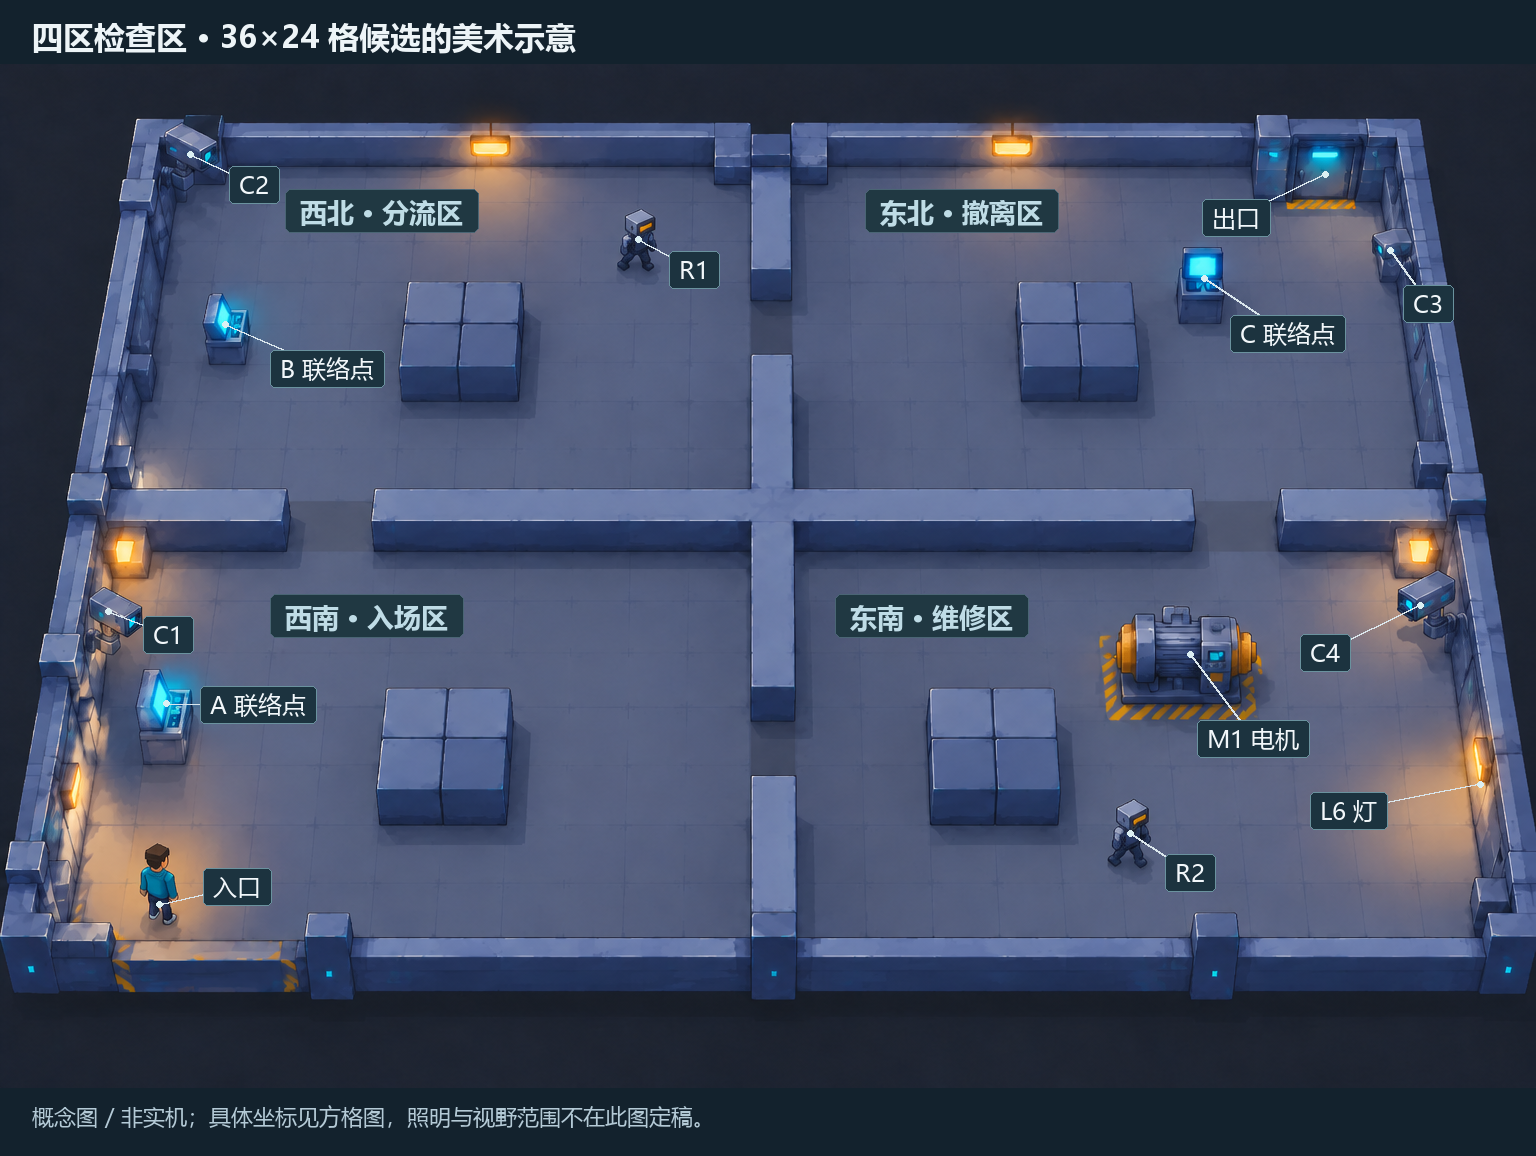 四区检查区 • 36×24 格候选的美术示意
C2
西北 • 分流区
R1
B 联络点
东北 • 撤离区
出口
C3
C 联络点
西南 • 入场区
C1
A 联络点
入口
东南 • 维修区
C4
M1 电机
L6 灯
R2
概念图 / 非实机；具体坐标见方格图，照明与视野范围不在此图定稿。